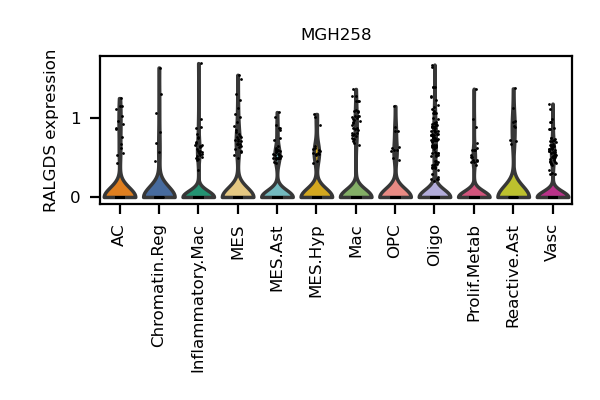 MGH258
RALGDS expression
1
0
AC
Chromatin.Reg
Inflammatory.Mac
MES
MES.Ast
MES.Hyp
Mac
OPC
Oligo
Prolif.Metab
Reactive.Ast
Vasc